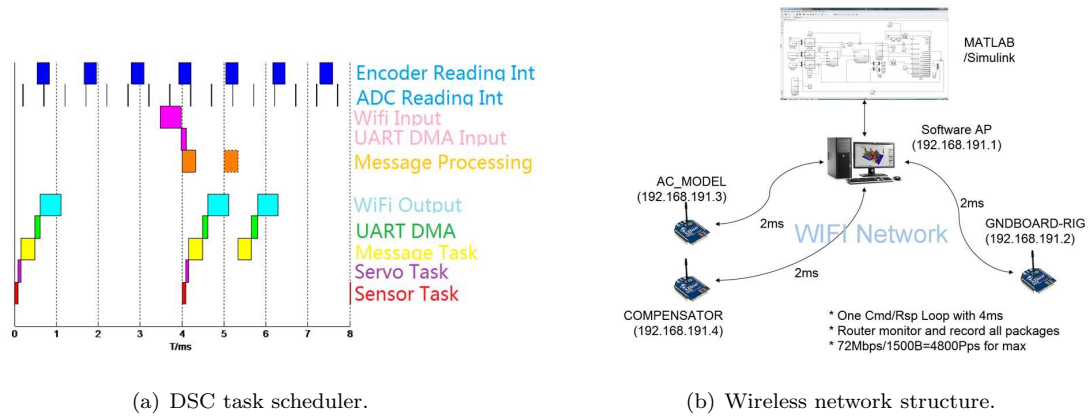 Encoder Reading Int
ADC Reading Int
Wifi Input
UART DMA Input
Message Processing
WiFi Output
UART DMA
Message Task
Servo Task
Sensor Task
0 1 2 3 4 5 6 7 8
T/ms
(a) DSC task scheduler.
MATLAB
/Simulink
Software AP
(192.168.191.1)
AC_MODEL
(192.168.191.3)
2ms
2ms
GNDBOARD-RIG
(192.168.191.2)
WIFI Network
2ms
COMPENSATOR
(192.168.191.4)
* One Cmd/Rsp Loop with 4ms
* Router monitor and record all packages
* 72Mbps/1500B=4800Pps for max
(b) Wireless network structure.